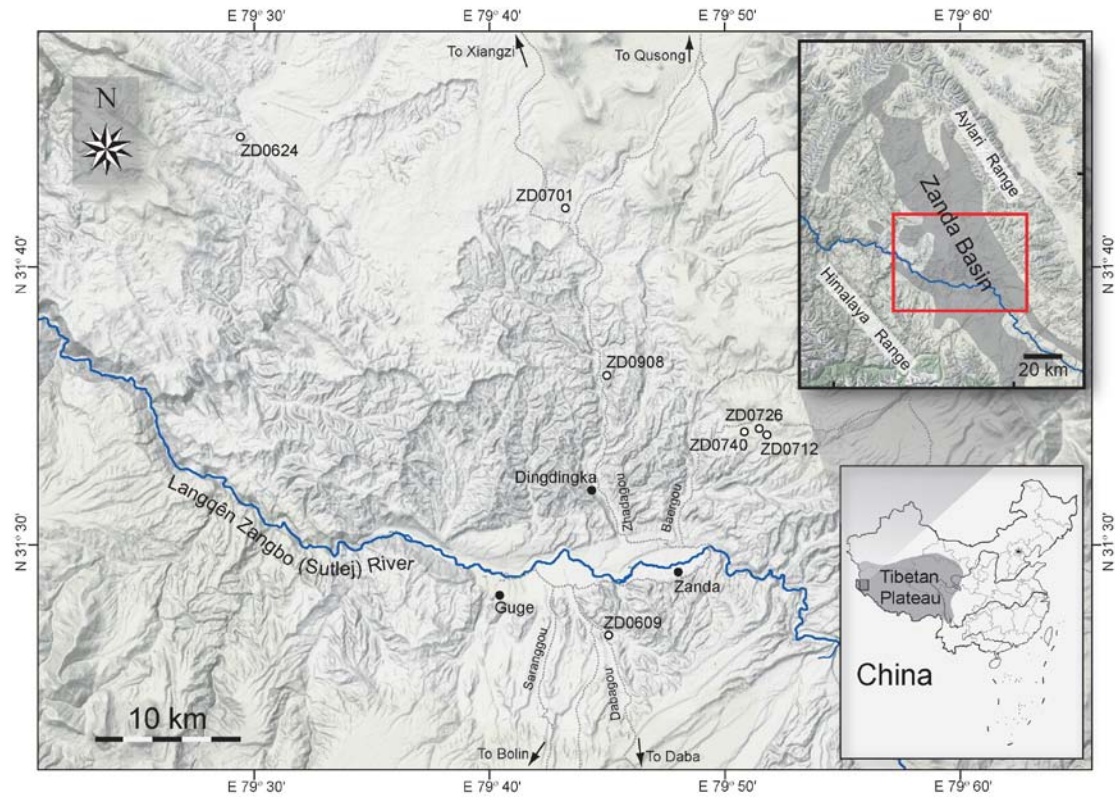 E 79° 30'
E 79° 40'
E 79° 50'
E 79° 60'
To Xiangzi
To Qusong
N
ZD0624
ZD0701
Aylari Range
Zanda Basin
Himalaya Range
20 km
N 31° 40'
N 31° 40'
ZD0908
ZD0726
ZD0740
ZD0712
Dingdingka
Zhadagou
Baergou
Langqên Zangbo (Sutlej) River
N 31° 30'
N 31° 30'
Zanda
Guge
ZD0609
Saranggou
Dabagou
Tibetan
Plateau
China
10 km
To Bolin
To Daba
E 79° 30'
E 79° 40'
E 79° 50'
E 79° 60'